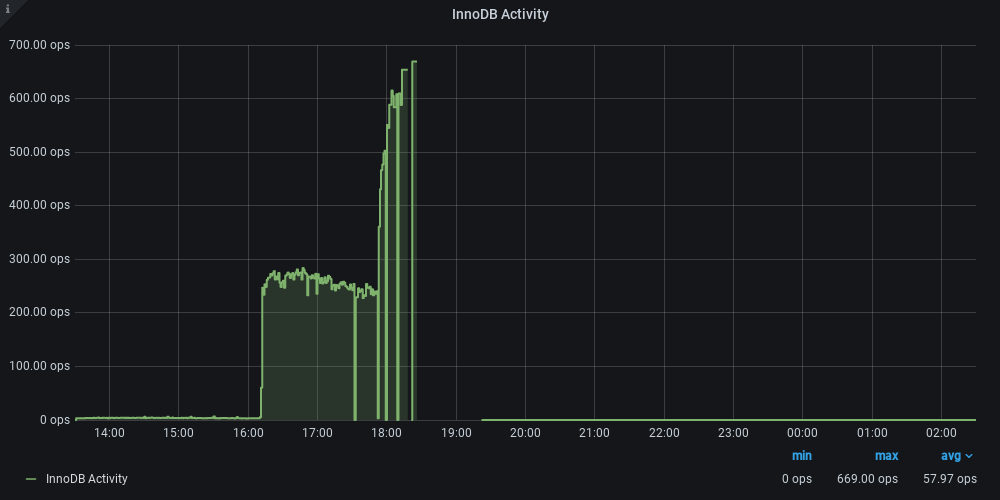 i
InnoDB Activity
700.00 ops
600.00 ops
500.00 ops
400.00 ops
300.00 ops
200.00 ops
100.00 ops
0 ops
14:00 15:00 16:00 17:00 18:00 19:00 20:00 21:00 22:00 23:00 00:00 01:00 02:00
min max avg
InnoDB Activity 0 ops 669.00 ops 57.97 ops